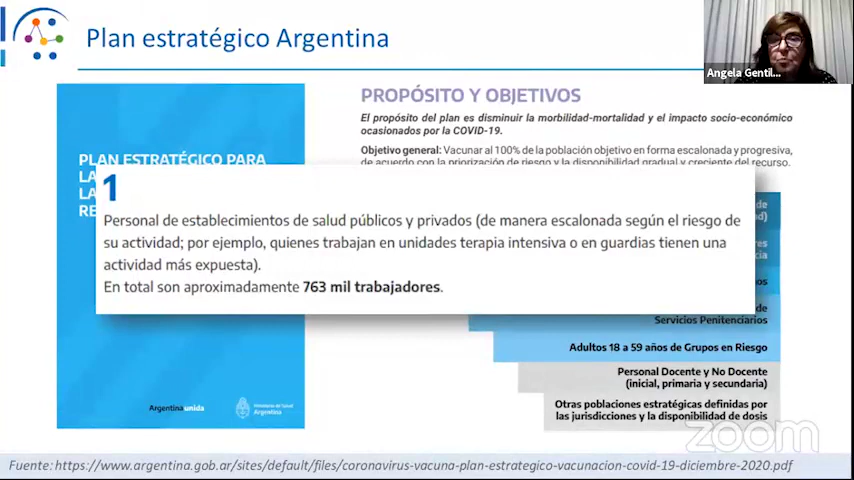 Plan estratégico Argentina
Angela Gentil...
PROPÓSITO Y OBJETIVOS
El propósito del plan es disminuir la morbilidad-mortalidad y el impacto socio-económico
ocasionados por la COVID-19.
Objetivo general: Vacunar al 100% de la población objetivo en forma escalonada y progresiva,
de acuerdo con la priorización de riesgo y la disponibilidad gradual y creciente del recurso.
PLAN ESTRATÉGICO PARA
LA
LA
RE
1
Personal de establecimientos de salud públicos y privados (de manera escalonada según el riesgo de
su actividad; por ejemplo, quienes trabajan en unidades terapia intensiva o en guardias tienen una
actividad más expuesta).
En total son aproximadamente 763 mil trabajadores.
de
d)
res
cia
os
de
Servicios Penitenciarios
Adultos 18 a 59 años de Grupos en Riesgo
Personal Docente y No Docente
(inicial, primaria y secundaria)
Otras poblaciones estratégicas definidas por
las jurisdicciones y la disponibilidad de dosis
Argentina unida
Ministerio de Salud
Argentina
zoom
Fuente: https://www.argentina.gob.ar/sites/default/files/coronavirus-vacuna-plan-estrategico-vacunacion-covid-19-diciembre-2020.pdf